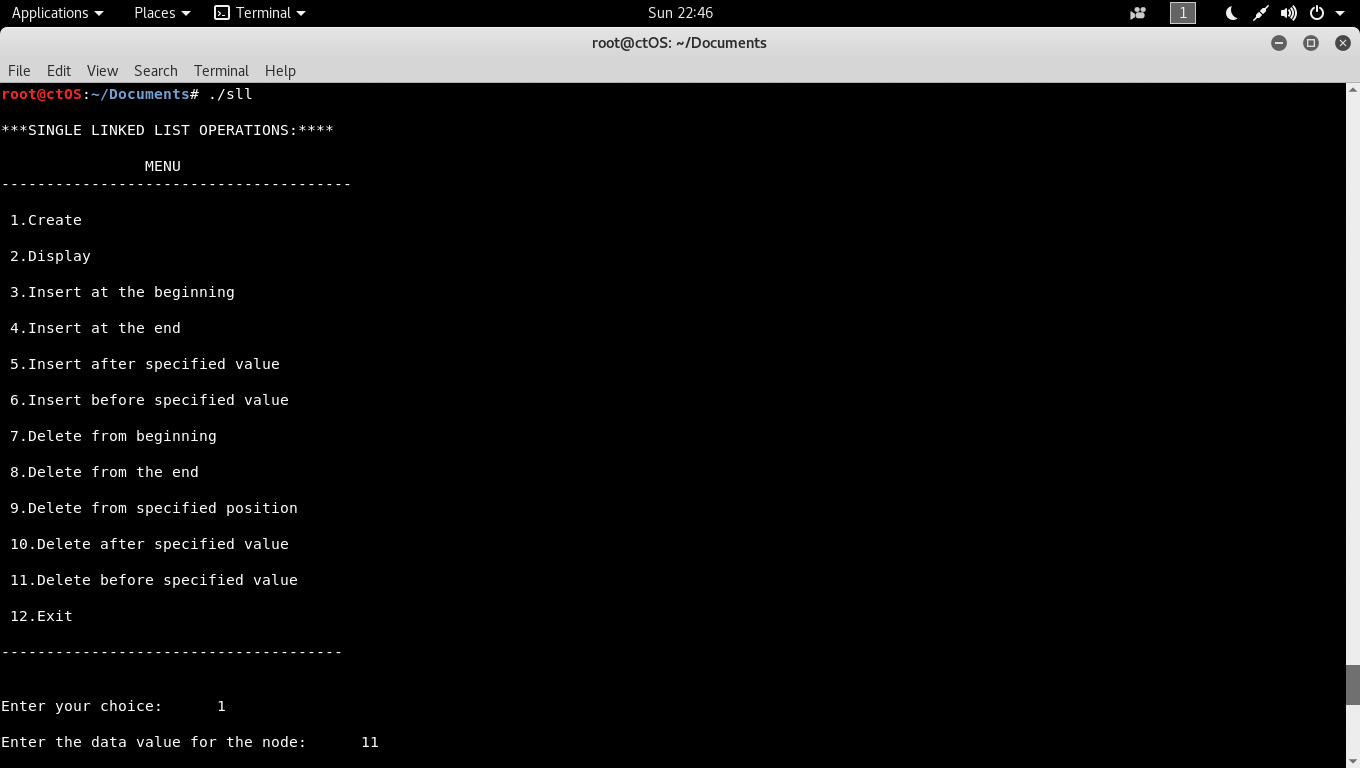 Applications Places Terminal Sun 22:46 1
root@ctOS: ~/Documents
File Edit View Search Terminal Help
root@ctOS:~/Documents# ./sll
***SINGLE LINKED LIST OPERATIONS:****
MENU
---------------------------------------
1.Create
2.Display
3.Insert at the beginning
4.Insert at the end
5.Insert after specified value
6.Insert before specified value
7.Delete from beginning
8.Delete from the end
9.Delete from specified position
10.Delete after specified value
11.Delete before specified value
12.Exit
--------------------------------------
Enter your choice: 1
Enter the data value for the node: 11